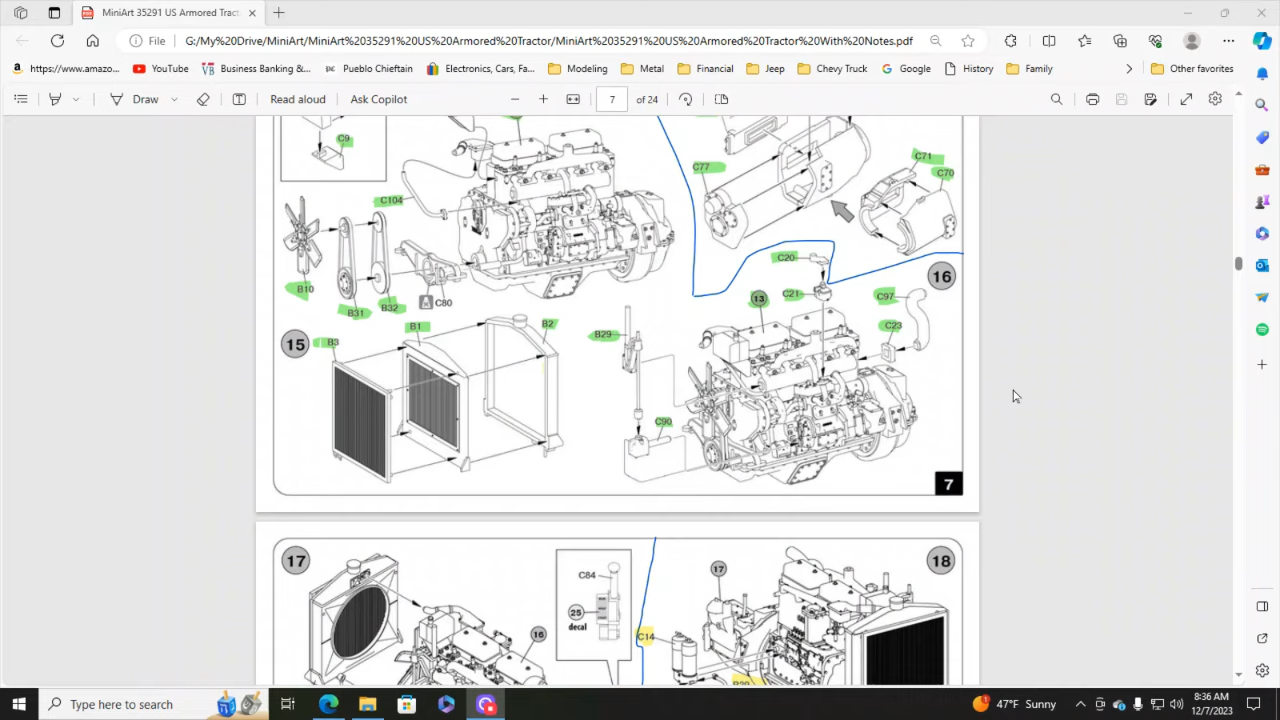 MiniArt 35291 US Armored Tract
File
G:/My%20Drive/MiniArt/MiniArt%2035291%20US%20Armored%20Tractor/MiniArt%2035291%20US%20Armored%20Tractor%20With%20Notes.pdf
https://www.amazo... YouTube Business Banking &... Pueblo Chieftain Electronics, Cars, Fa... Modeling Metal Financial Jeep Chevy Truck Google History Family Other favorites
Draw Read aloud Ask Copilot 7 of 24
C9
C104
B10
B31
B32
C80
C77
C71
C70
C20
C21
13
C97
C23
16
15
B3
B1
B2
B29
C90
7
17
C84
25
decal
16
17
18
C14
Type here to search
47°F Sunny
8:36 AM
12/7/2023